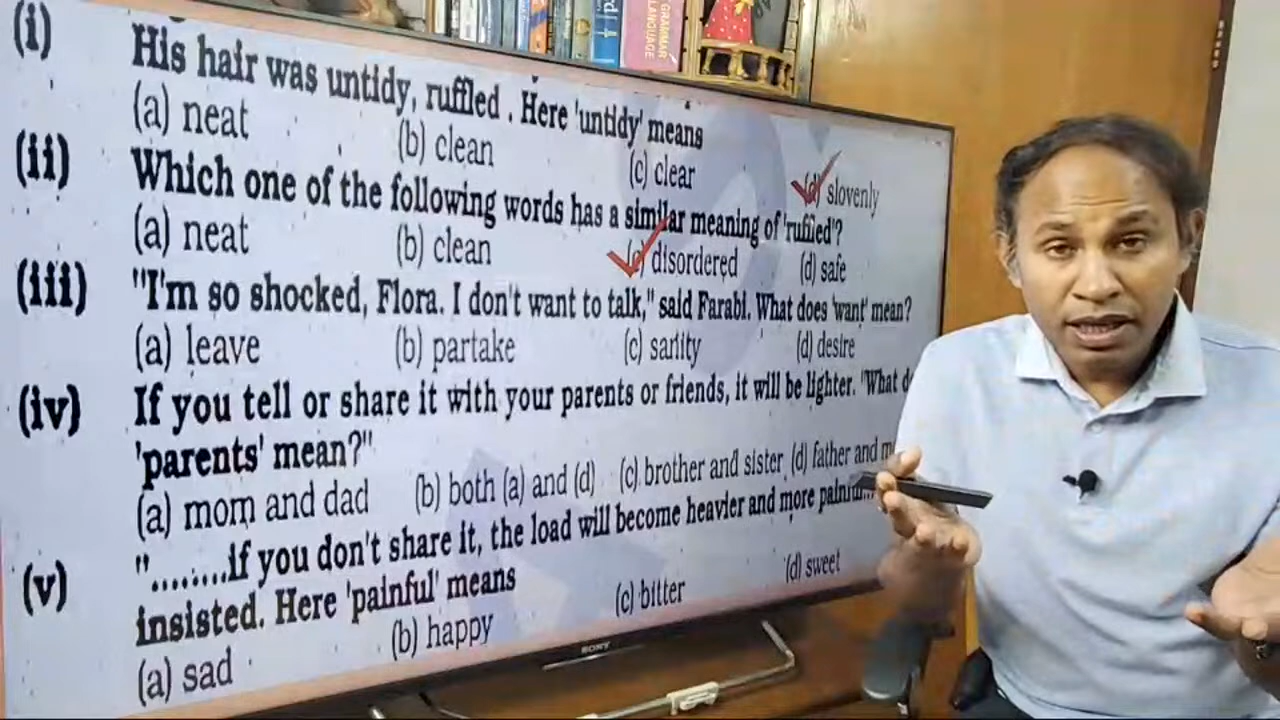 GRAMMAR
LANGUAGE
(i) His hair was untidy, ruffled . Here 'untidy' means
(a) neat (b) clean (c) clear (d) slovenly
(ii) Which one of the following words has a similar meaning of 'ruffled'?
(a) neat (b) clean (c) disordered (d) safe
(iii) "I'm so shocked, Flora. I don't want to talk," said Farabi. What does 'want' mean?
(a) leave (b) partake (c) sanity (d) desire
(iv) If you tell or share it with your parents or friends, it will be lighter. "What
'parents' mean?"
(a) mom and dad (b) both (a) and (d) (c) brother and sister (d) father and
(v) "........if you don't share it, the load will become heavier and more
insisted. Here 'painful' means
(a) sad (b) happy (c) bitter (d) sweet
SONY